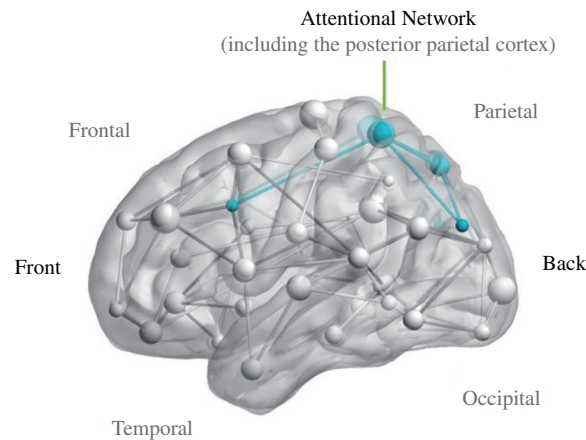 Attentional Network
(including the posterior parietal cortex)
Parietal
Frontal
Front
Back
Occipital
Temporal